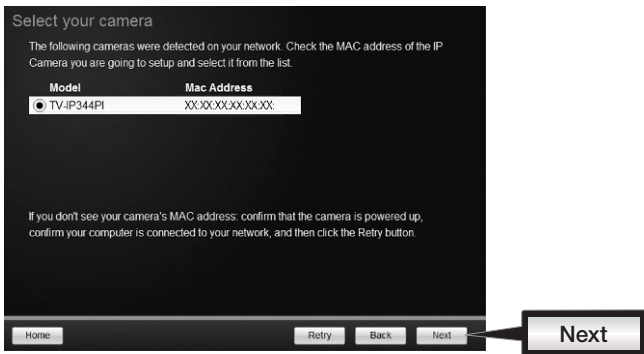 Select your camera
The following cameras were detected on your network. Check the MAC address of the IP
Camera you are going to setup and select it from the list.
Model Mac Address
TV-IP344PI XX:XX:XX:XX:XX:XX:
If you don't see your camera's MAC address: confirm that the camera is powered up,
confirm your computer is connected to your network, and then click the Retry button.
Home Retry Back Next
Next